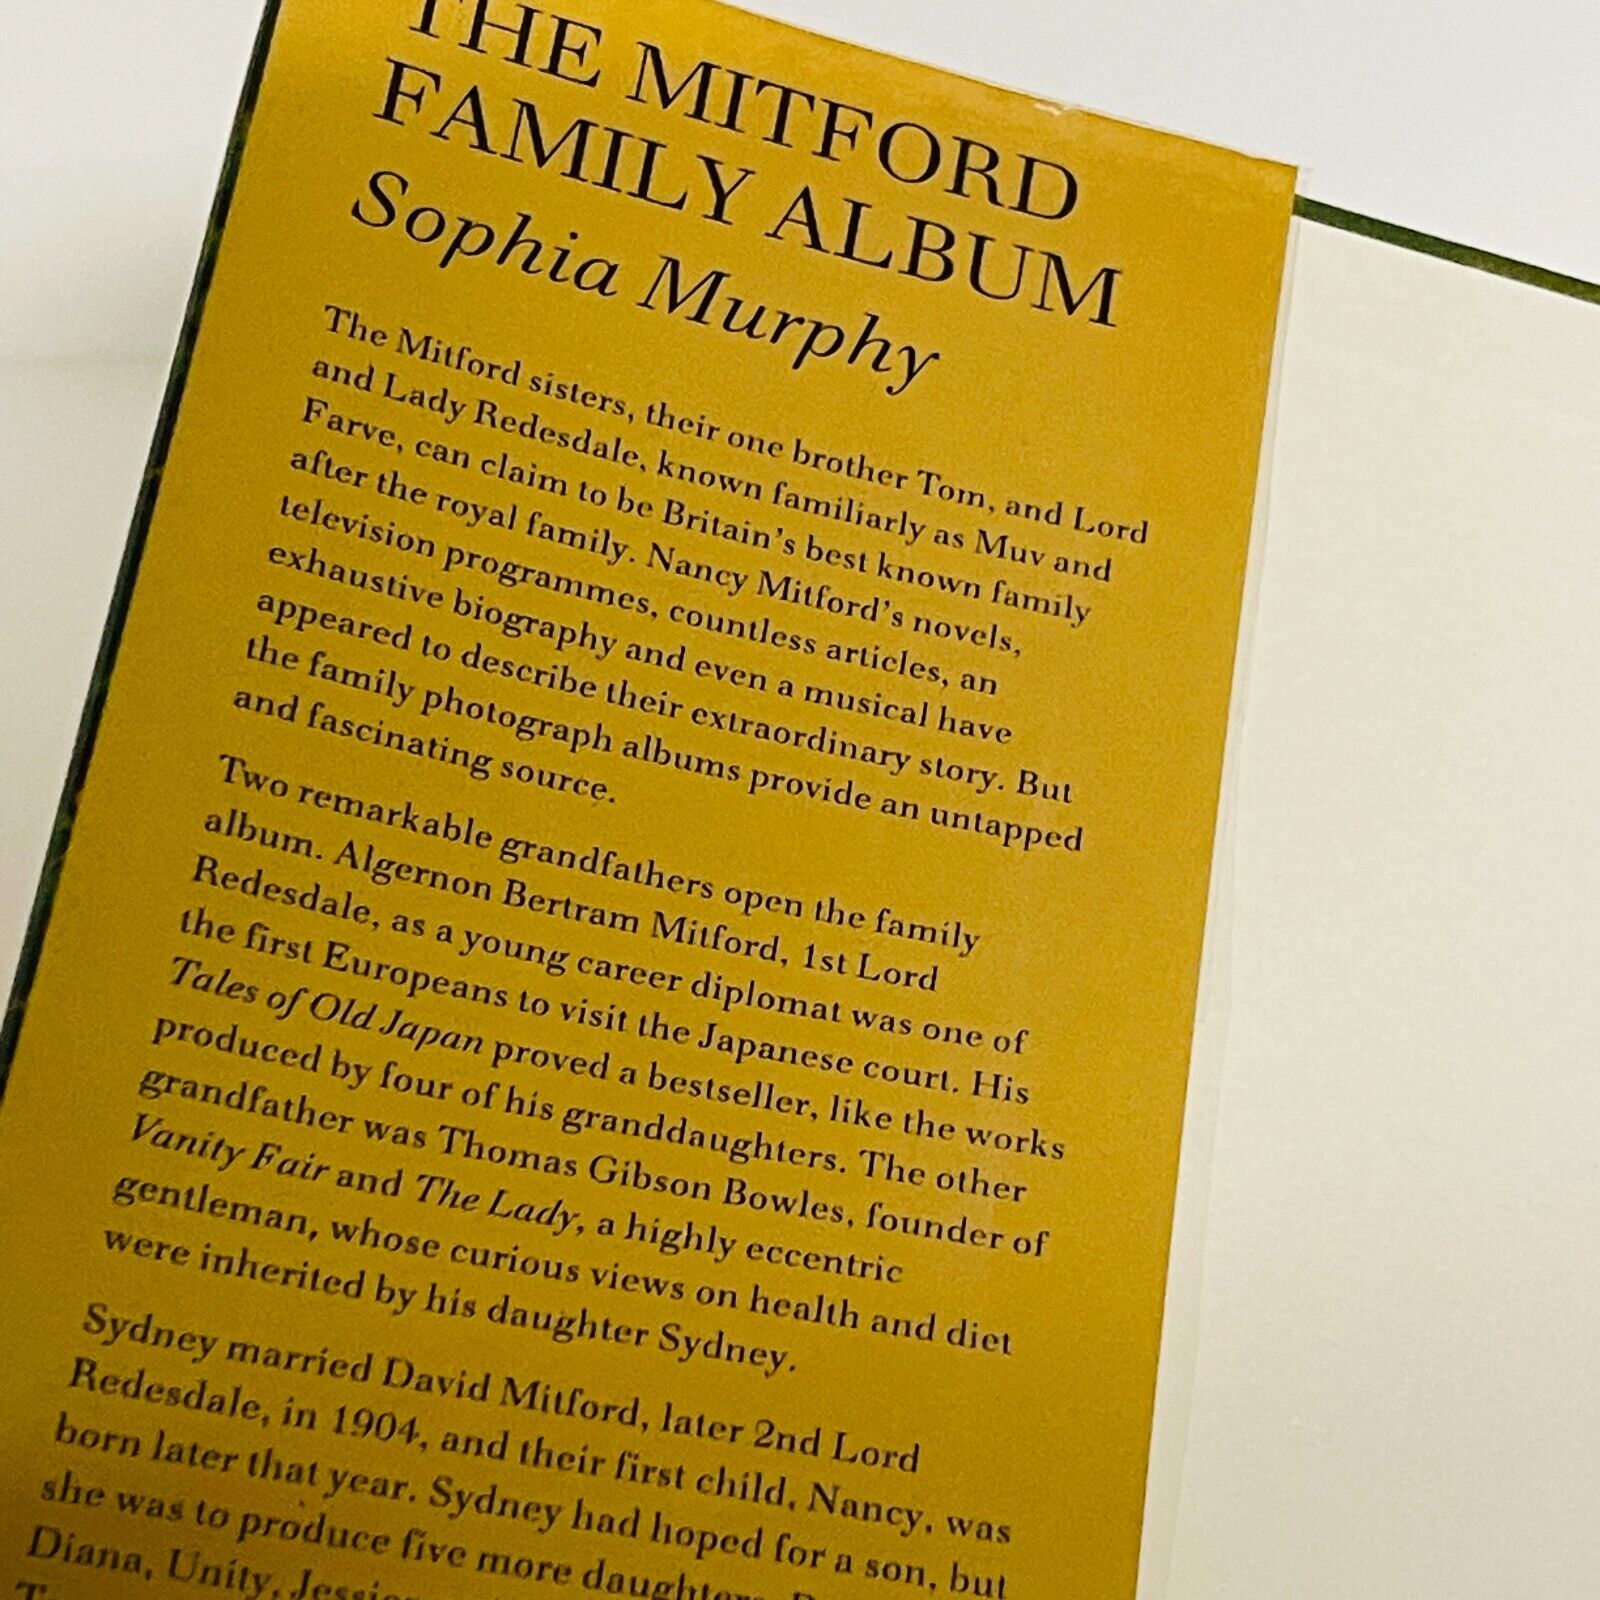 THE MITFORD
FAMILY ALBUM
Sophia Murphy
The Mitford sisters, their one brother Tom, and Lord
and Lady Redesdale, known familiarly as Muv and
Farve, can claim to be Britain's best known family
after the royal family. Nancy Mitford's novels,
television programmes, countless articles, an
exhaustive biography and even a musical have
appeared to describe their extraordinary story. But
the family photograph albums provide an untapped
and fascinating source.
Two remarkable grandfathers open the family
album. Algernon Bertram Mitford, 1st Lord
Redesdale, as a young career diplomat was one of
the first Europeans to visit the Japanese court. His
Tales of Old Japan proved a bestseller, like the works
produced by four of his granddaughters. The other
grandfather was Thomas Gibson Bowles, founder of
Vanity Fair and The Lady, a highly eccentric
gentleman, whose curious views on health and diet
were inherited by his daughter Sydney.
Sydney married David Mitford, later 2nd Lord
Redesdale, in 1904, and their first child, Nancy, was
born later that year. Sydney had hoped for a son, but
she was to produce five more daughters,
Diana, Unity,